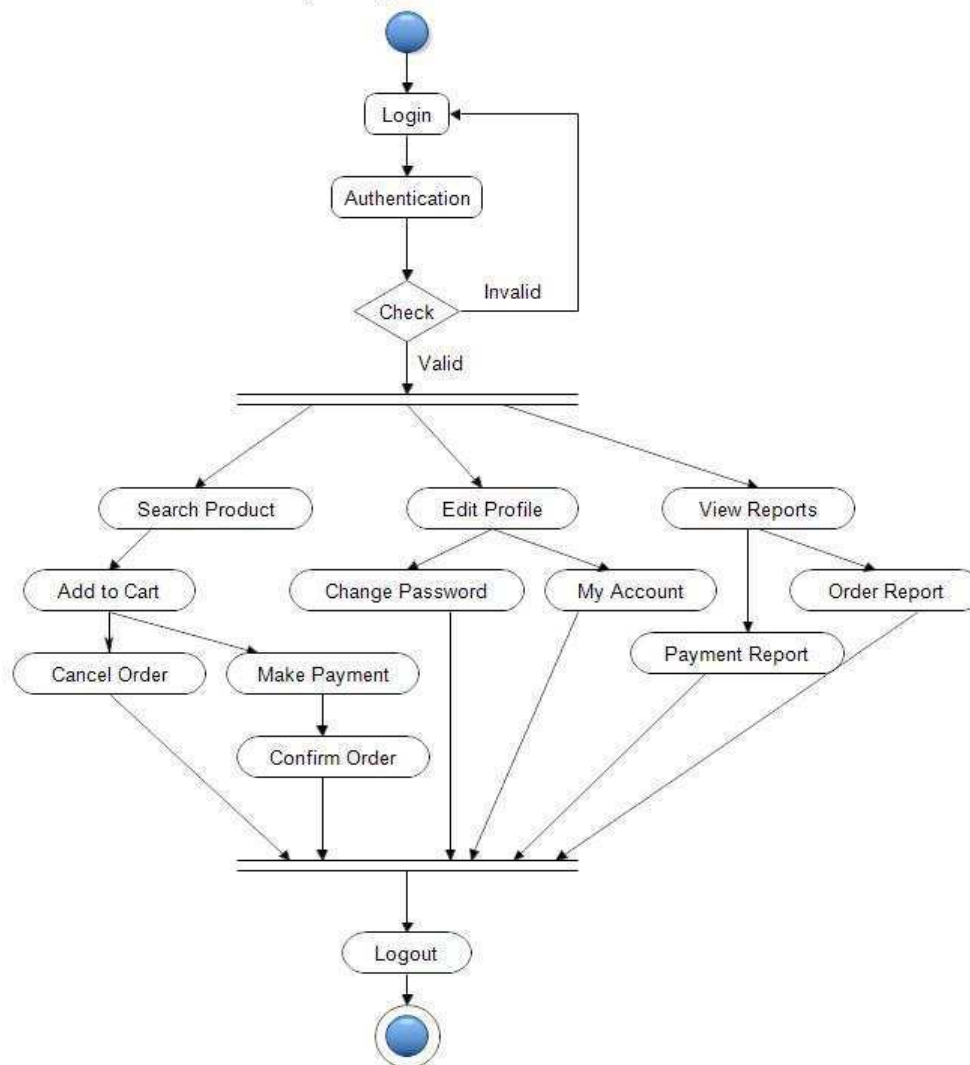 Login
Authentication
Invalid
Check
Valid
Search Product
Edit Profile
View Reports
Add to Cart
Change Password
My Account
Order Report
Cancel Order
Make Payment
Payment Report
Confirm Order
Logout